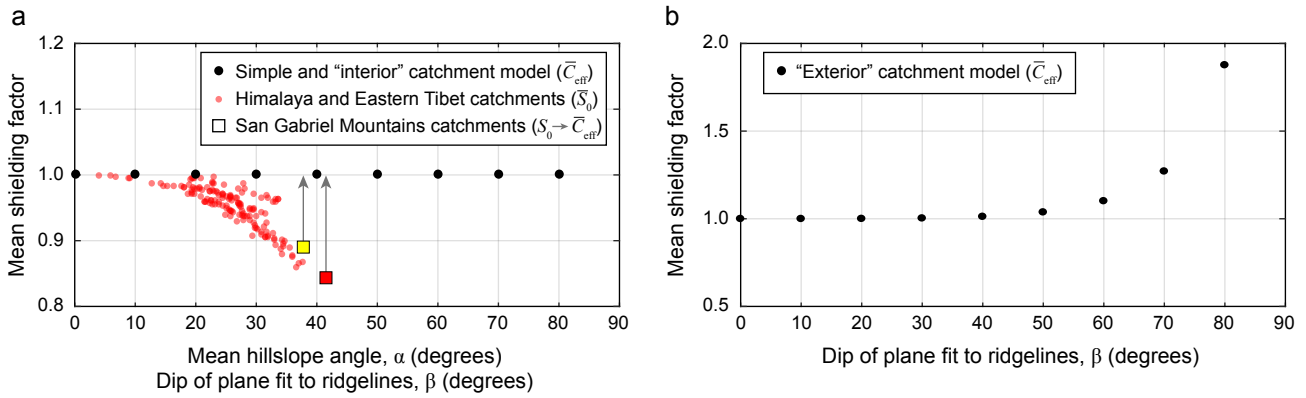 a
1.2
1.1
1.0
0.9
0.8
Mean shielding factor
Simple and “interior” catchment model (C̅eff)
Himalaya and Eastern Tibet catchments (S̅0)
San Gabriel Mountains catchments (S0→C̅eff)
0 10 20 30 40 50 60 70 80 90
Mean hillslope angle, α (degrees)
Dip of plane fit to ridgelines, β (degrees)
b
2.0
1.5
1.0
0.5
Mean shielding factor
“Exterior” catchment model (C̅eff)
0 10 20 30 40 50 60 70 80 90
Dip of plane fit to ridgelines, β (degrees)